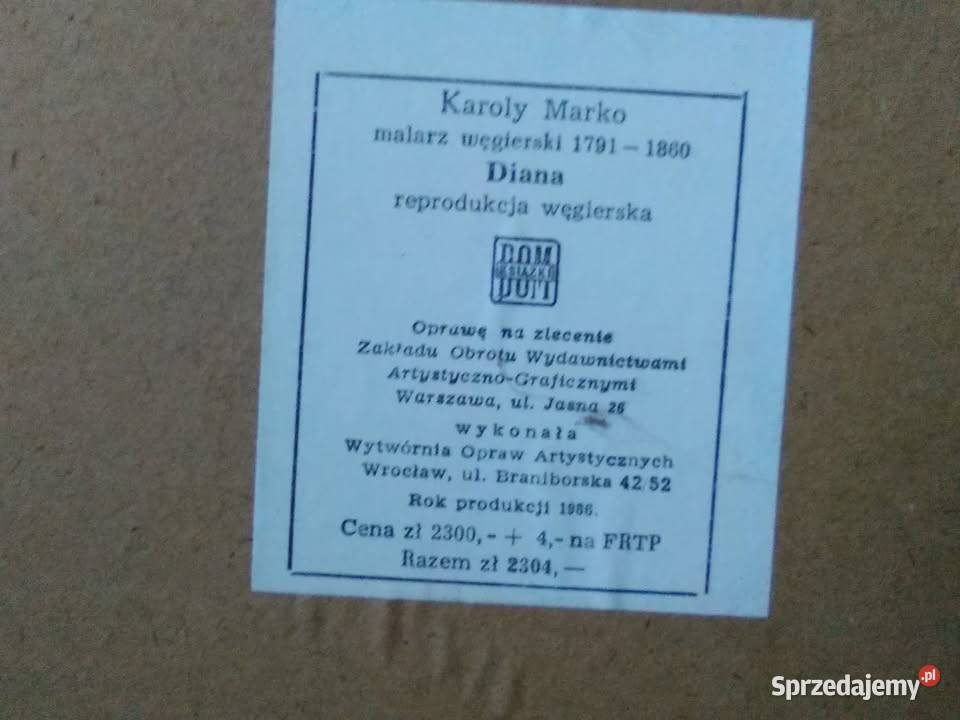 Karoly Marko
malarz węgierski 1791 — 1860
Diana
reprodukcja węgierska
DOM
KSIĄŻKI
DOM
Oprawę na zlecenie
Zakładu Obrotu Wydawnictwami
Artystyczno-Graficznymi
Warszawa, ul. Jasna 26
wykonała
Wytwórnia Opraw Artystycznych
Wrocław, ul. Braniborska 42/52
Rok produkcji 1986.
Cena zł 2300,- + 4,- na FRTP
Razem zł 2304,—
Sprzedajemy.pl